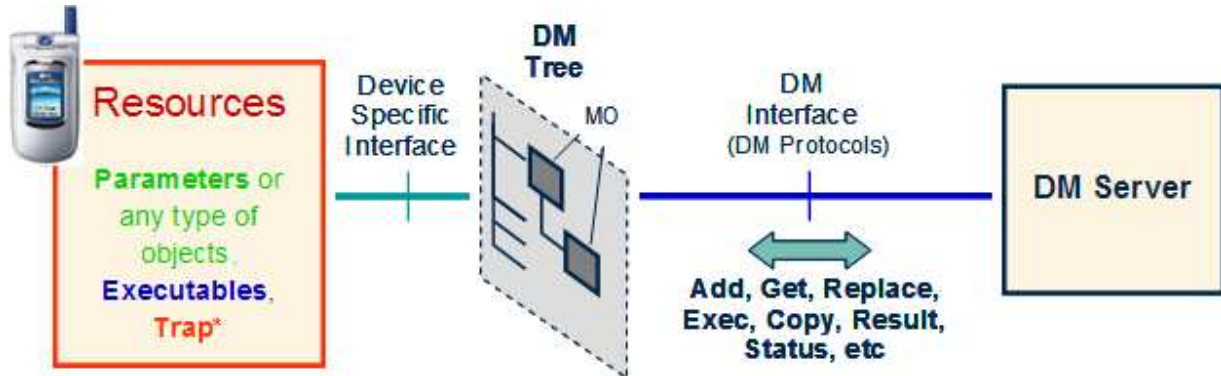 Resources
Parameters or
any type of
objects,
Executables,
Trap*
Device
Specific
Interface
DM
Tree
MO
DM
Interface
(DM Protocols)
Add, Get, Replace,
Exec, Copy, Result,
Status, etc
DM Server